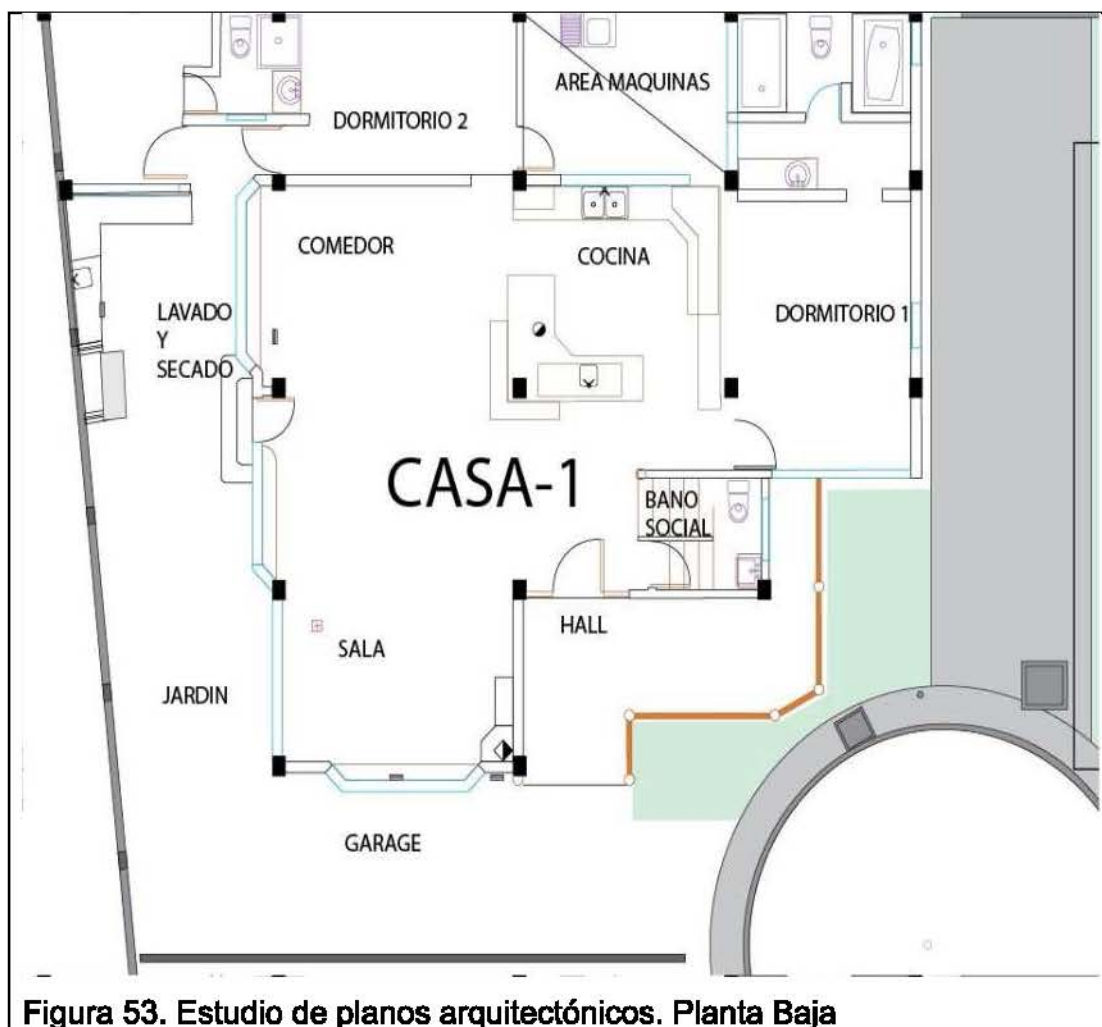 AREA MAQUINAS
DORMITORIO 2
COMEDOR
COCINA
LAVADO
Y
SECADO
DORMITORIO 1
CASA-1
BANO
SOCIAL
HALL
SALA
JARDIN
GARAGE
Figura 53. Estudio de planos arquitectónicos. Planta Baja